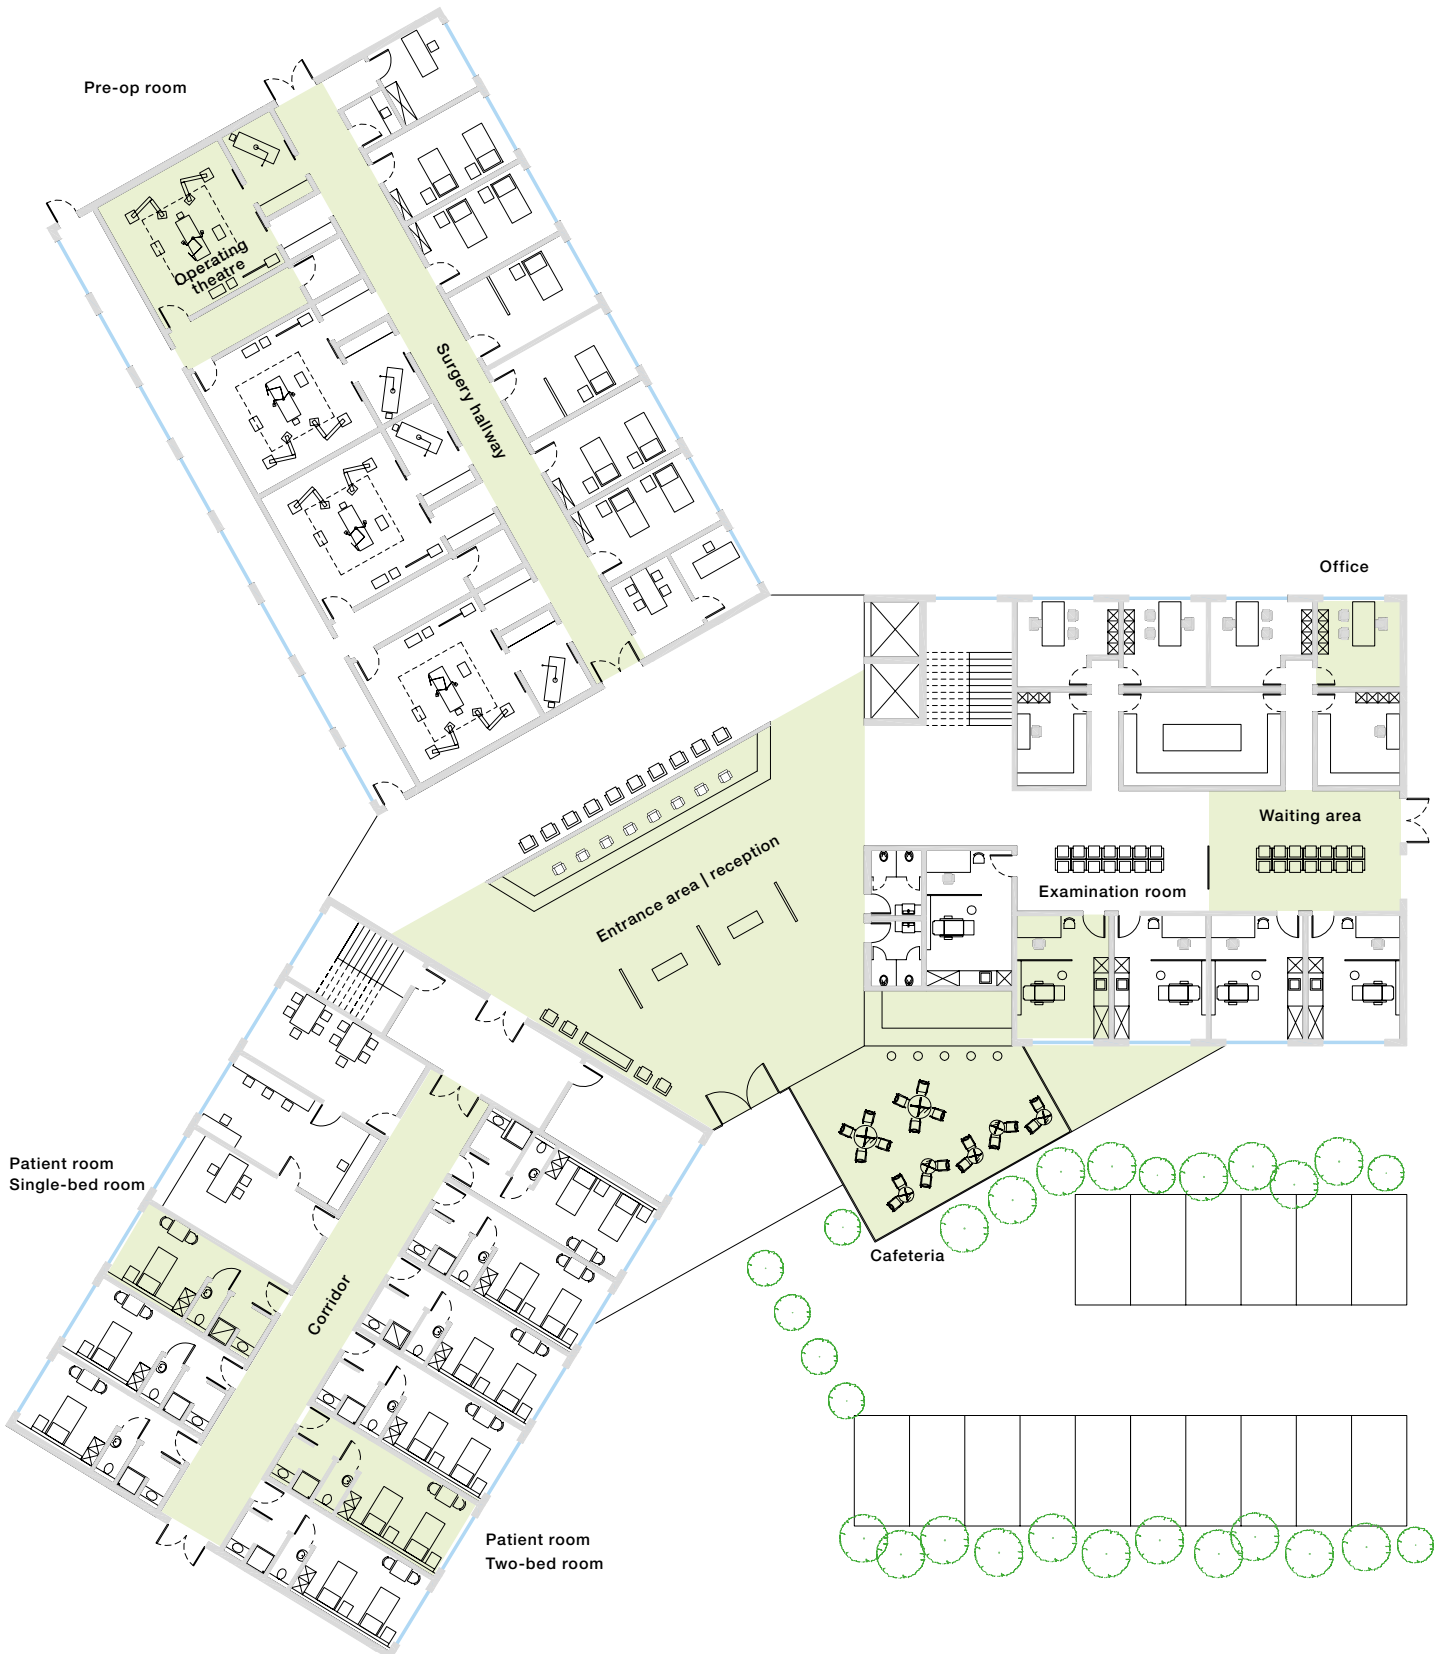 Pre-op room
Operating
theatre
Surgery hallway
Office
Waiting area
Entrance area | reception
Examination room
Patient room
Single-bed room
Cafeteria
Corridor
Patient room
Two-bed room